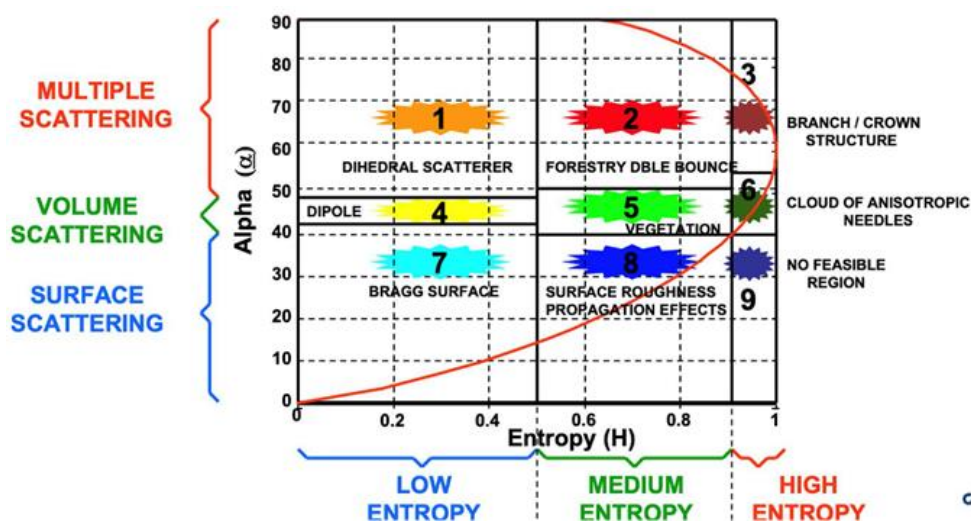 MULTIPLE
SCATTERING
VOLUME
SCATTERING
SURFACE
SCATTERING
Alpha (α)
90
80
70
60
50
40
30
20
10
0
1
DIHEDRAL SCATTERER
2
FORESTRY DBLE BOUNCE
3
BRANCH / CROWN
STRUCTURE
DIPOLE
4
5
VEGETATION
6
CLOUD OF ANISOTROPIC
NEEDLES
7
BRAGG SURFACE
8
SURFACE ROUGHNESS
PROPAGATION EFFECTS
9
NO FEASIBLE
REGION
0.2
0.4
0.6
0.8
1
Entropy (H)
LOW
ENTROPY
MEDIUM
ENTROPY
HIGH
ENTROPY